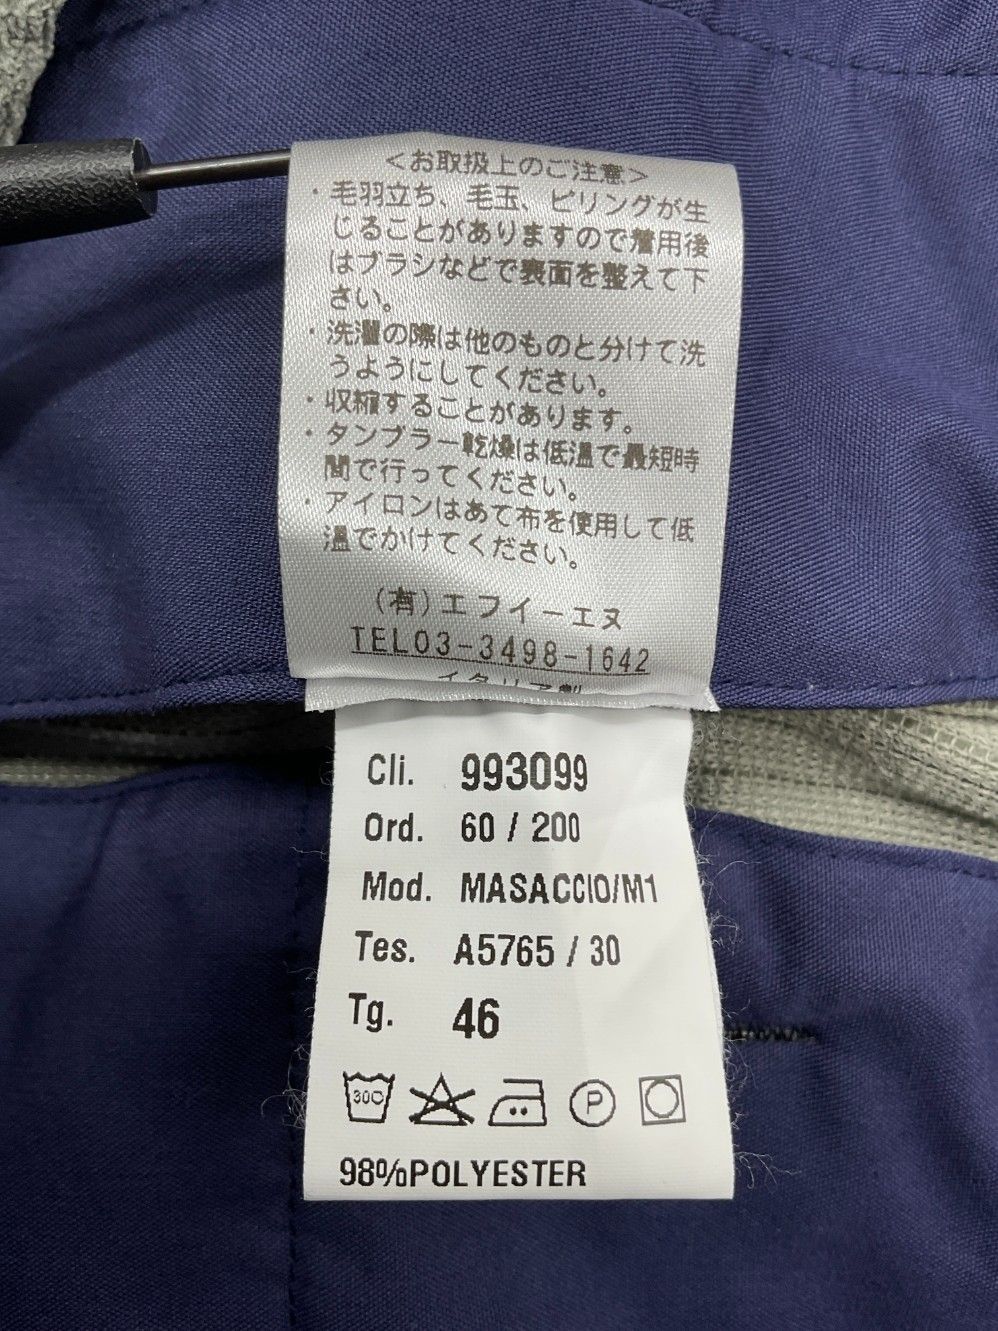 <お取扱上のご注意>
・毛羽立ち、毛玉、ピリングが生
じることがありますので着用後
はブラシなどで表面を整えて下
さい。
・洗濯の際は他のものと分けて洗
うようにしてください。
・収縮することがあります。
・タンブラー乾燥は低温で最短時
間で行ってください。
・アイロンはあて布を使用して低
温でかけてください。
(有)エフイーエヌ
TEL03-3498-1642
イタリア製
Cli. 993099
Ord. 60 / 200
Mod. MASACCIO/M1
Tes. A5765 / 30
Tg. 46
30C P
98%POLYESTER